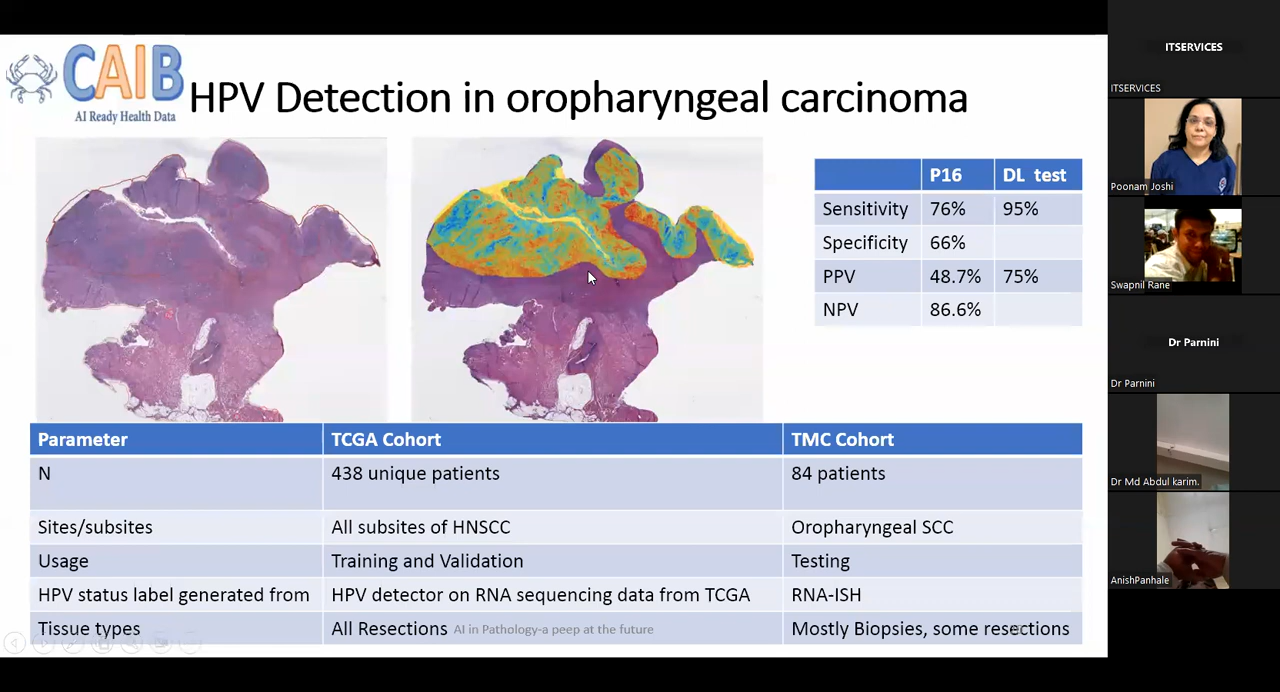 CAIB
AI Ready Health Data
HPV Detection in oropharyngeal carcinoma
P16 DL test
Sensitivity 76% 95%
Specificity 66%
PPV 48.7% 75%
NPV 86.6%
Parameter TCGA Cohort TMC Cohort
N 438 unique patients 84 patients
Sites/subsites All subsites of HNSCC Oropharyngeal SCC
Usage Training and Validation Testing
HPV status label generated from HPV detector on RNA sequencing data from TCGA RNA-ISH
Tissue types All Resections Mostly Biopsies, some resections
AI in Pathology-a peep at the future
ITSERVICES
ITSERVICES
Poonam Joshi
Swapnil Rane
Dr Parnini
Dr Parnini
Dr Md Abdul karim.
AnishPanhale